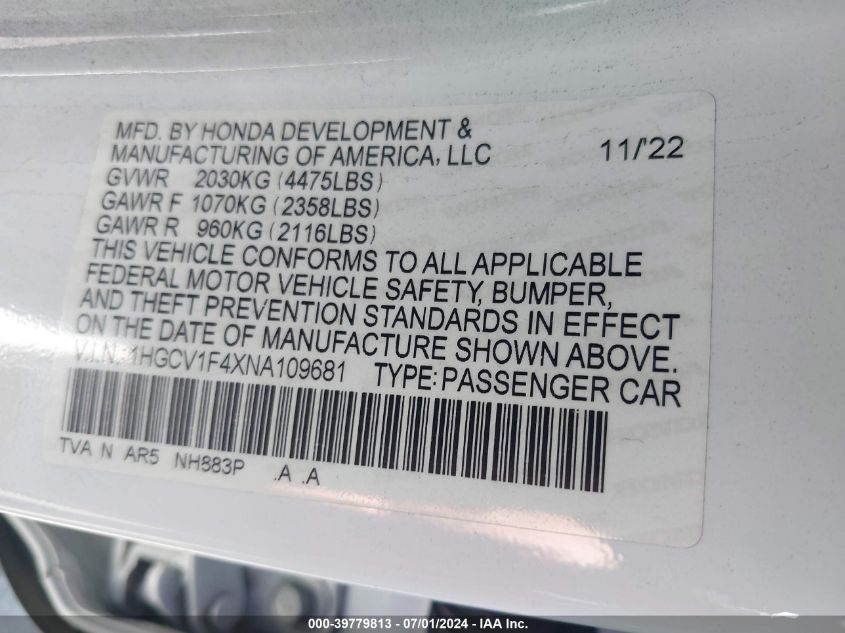 MFD. BY HONDA DEVELOPMENT &
MANUFACTURING OF AMERICA, LLC 11/'22
GVWR 2030KG (4475LBS)
GAWR F 1070KG (2358LBS)
GAWR R 960KG (2116LBS)
THIS VEHICLE CONFORMS TO ALL APPLICABLE
FEDERAL MOTOR VEHICLE SAFETY, BUMPER,
AND THEFT PREVENTION STANDARDS IN EFFECT
ON THE DATE OF MANUFACTURE SHOWN ABOVE.
V.I.N.: 1HGCV1F4XNA109681 TYPE: PASSENGER CAR
TVA N AR5 NH883P .A .A
000-39779813 / 07/01/2024 - IAA Inc.